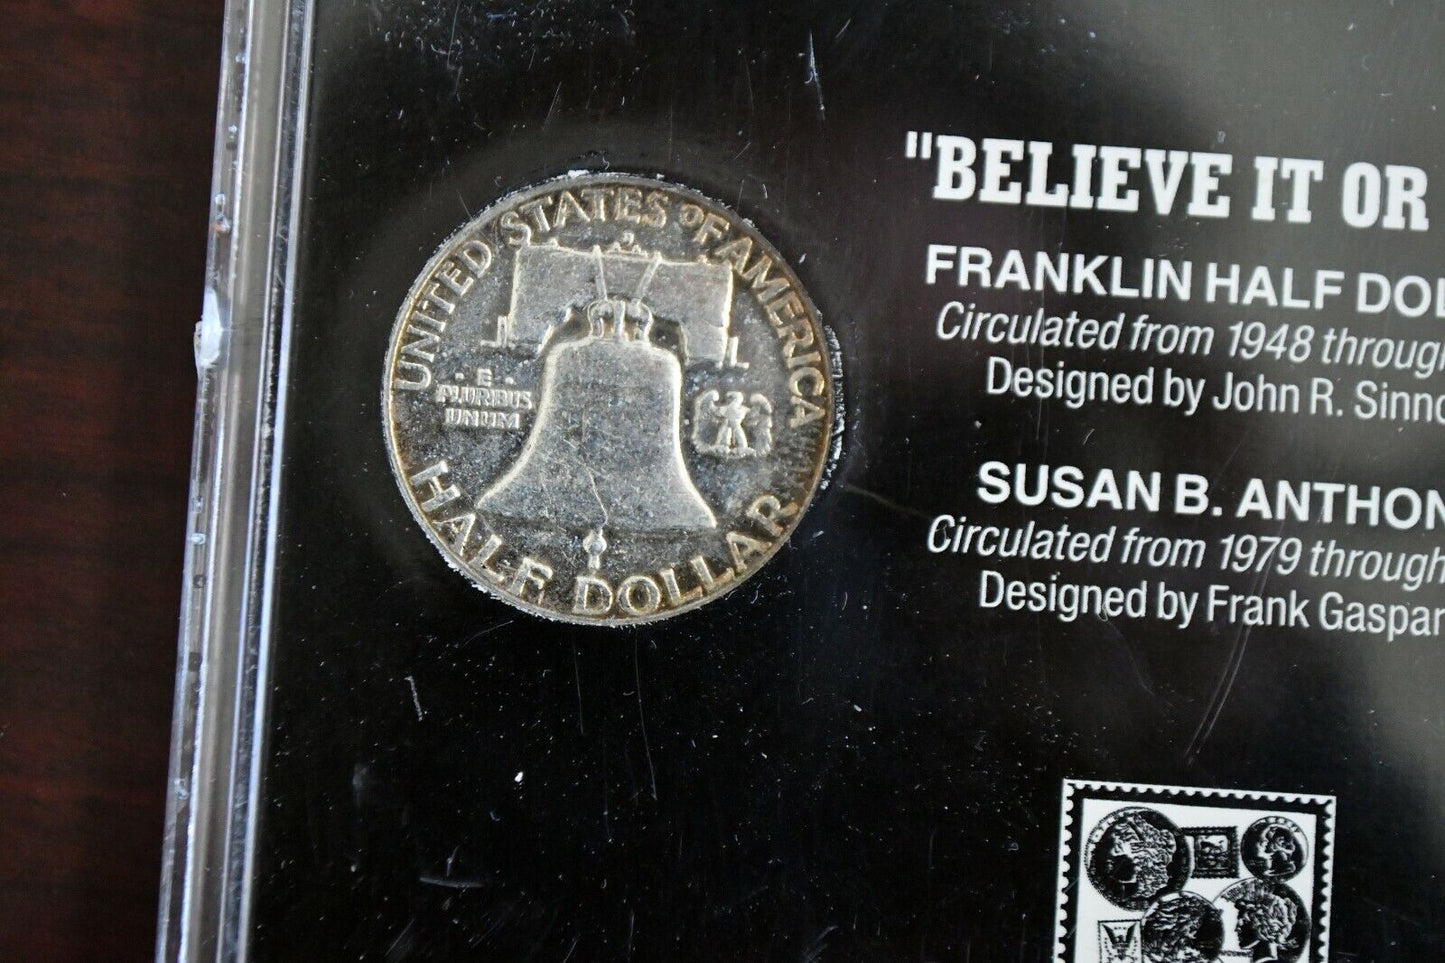 UNITED STATES OF AMERICA
E
PLURIBUS
UNUM
HALF DOLLAR
"BELIEVE IT OR
FRANKLIN HALF DOL
Circulated from 1948 through
Designed by John R. Sinno
SUSAN B. ANTHON
Circulated from 1979 through
Designed by Frank Gaspar